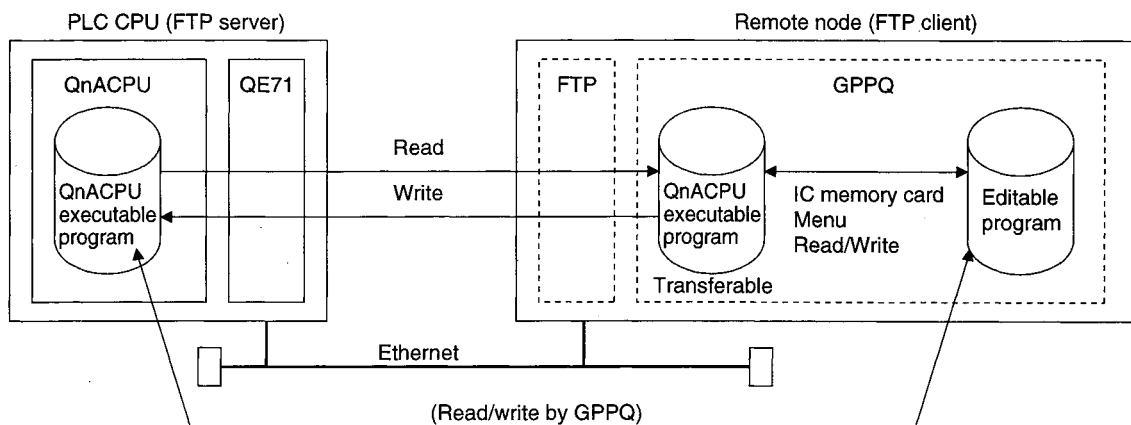 PLC CPU (FTP server)
Remote node (FTP client)
QnACPU
QE71
FTP
GPPQ
QnACPU
executable
program
Read
Write
QnACPU
executable
program
Transferable
IC memory card
Menu
Read/Write
Editable
program
Ethernet
(Read/write by GPPQ)